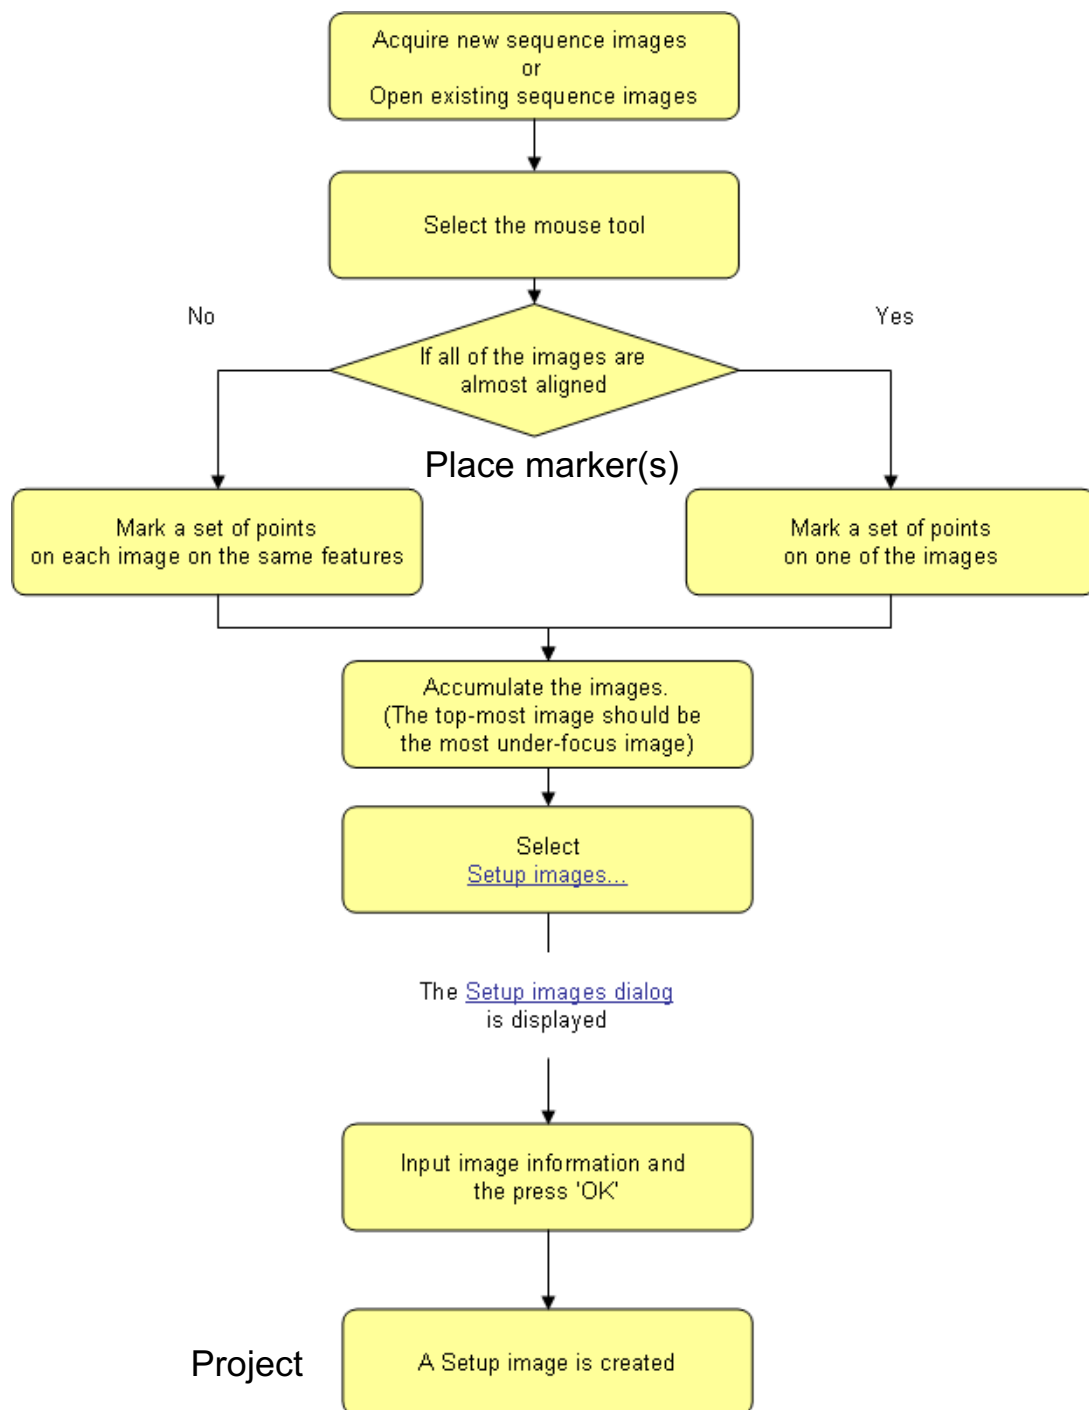 Acquire new sequence images
or
Open existing sequence images
Select the mouse tool
No
Yes
If all of the images are
almost aligned
Place marker(s)
Mark a set of points
on each image on the same features
Mark a set of points
on one of the images
Accumulate the images.
(The top-most image should be
the most under-focus image)
Select
Setup images...
The Setup images dialog
is displayed
Input image information and
the press 'OK'
Project
A Setup image is created